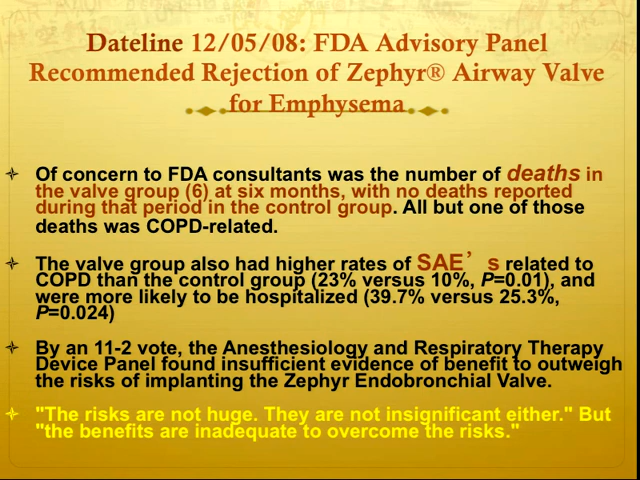 Dateline 12/05/08: FDA Advisory Panel
Recommended Rejection of Zephyr® Airway Valve
for Emphysema
Of concern to FDA consultants was the number of deaths in
the valve group (6) at six months, with no deaths reported
during that period in the control group. All but one of those
deaths was COPD-related.
The valve group also had higher rates of SAE’s related to
COPD than the control group (23% versus 10%, P=0.01), and
were more likely to be hospitalized (39.7% versus 25.3%,
P=0.024)
By an 11-2 vote, the Anesthesiology and Respiratory Therapy
Device Panel found insufficient evidence of benefit to outweigh
the risks of implanting the Zephyr Endobronchial Valve.
"The risks are not huge. They are not insignificant either." But
"the benefits are inadequate to overcome the risks."